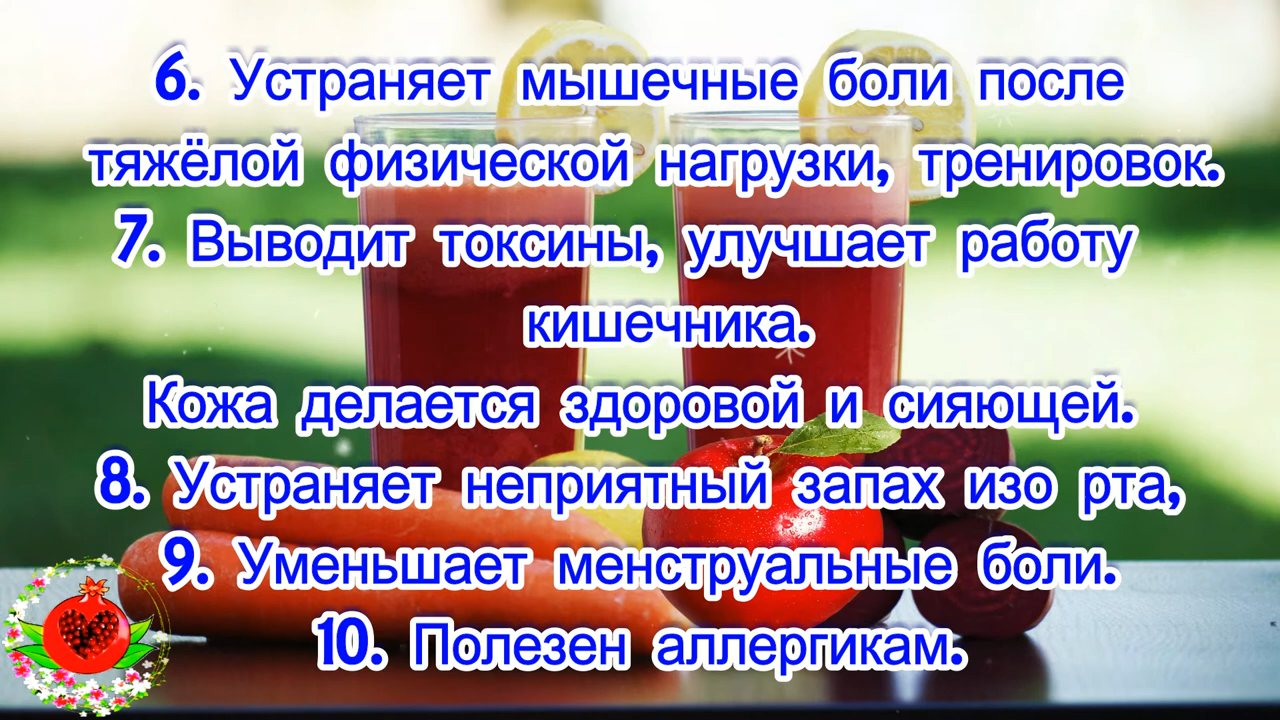 6. Устраняет мышечные боли после
тяжёлой физической нагрузки, тренировок.
7. Выводит токсины, улучшает работу
кишечника.
Кожа делается здоровой и сияющей.
8. Устраняет неприятный запах изо рта,
9. Уменьшает менструальные боли.
10. Полезен аллергикам.